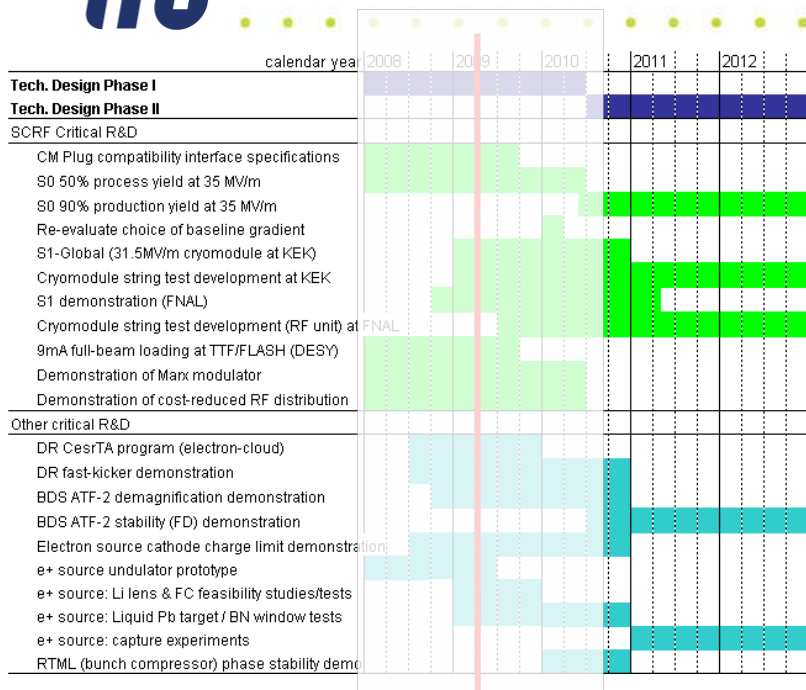 calendar year 2008 2009 2010 2011 2012
Tech. Design Phase I
Tech. Design Phase II
SCRF Critical R&D
CM Plug compatibility interface specifications
S0 50% process yield at 35 MV/m
S0 90% production yield at 35 MV/m
Re-evaluate choice of baseline gradient
S1-Global (31.5MV/m cryomodule at KEK)
Cryomodule string test development at KEK
S1 demonstration (FNAL)
Cryomodule string test development (RF unit) at FNAL
9mA full-beam loading at TTF/FLASH (DESY)
Demonstration of Marx modulator
Demonstration of cost-reduced RF distribution
Other critical R&D
DR CesrTA program (electron-cloud)
DR fast-kicker demonstration
BDS ATF-2 demagnification demonstration
BDS ATF-2 stability (FD) demonstration
Electron source cathode charge limit demonstration
e+ source undulator prototype
e+ source: Li lens & FC feasibility studies/tests
e+ source: Liquid Pb target / BN window tests
e+ source: capture experiments
RTML (bunch compressor) phase stability demo